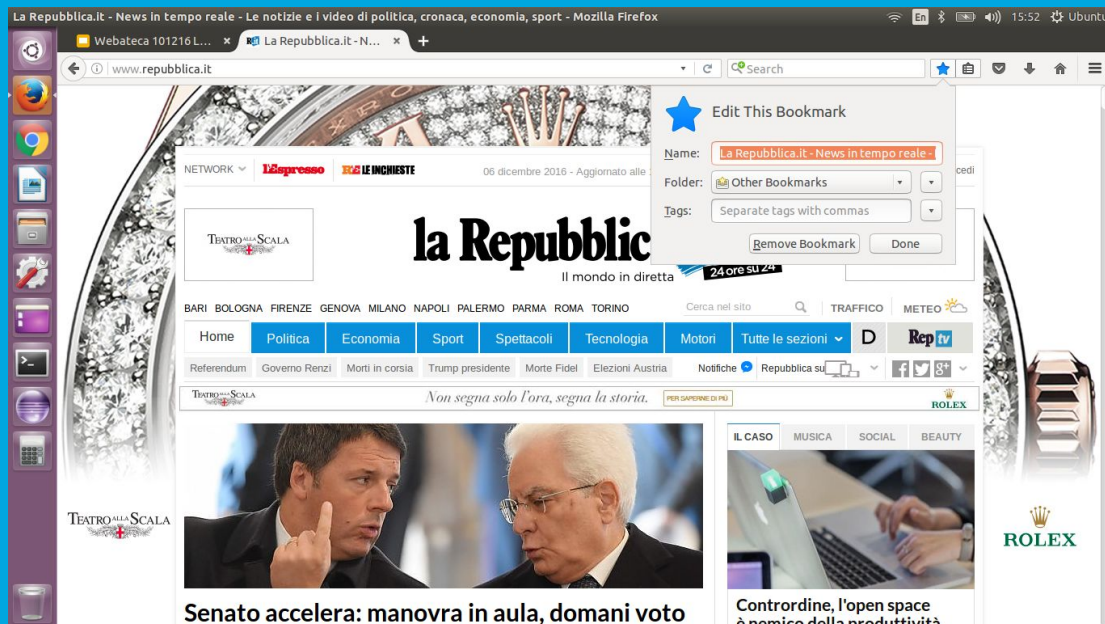 La Repubblica.it - News in tempo reale - Le notizie e i video di politica, cronaca, economia, sport - Mozilla Firefox
En 15:52 Ubuntu
Webateca 101216 L... × R La Repubblica.it - N... × +
www.repubblica.it Search
Edit This Bookmark
Name: La Repubblica.it - News in tempo reale -
Folder: Other Bookmarks
Tags: Separate tags with commas
Remove Bookmark Done
NETWORK L'Espresso R.E LE INCHIESTE 06 dicembre 2016 - Aggiornato alle cedi
TEATRO ALLA SCALA
la Repubblic
Il mondo in diretta 24 ore su 24
BARI BOLOGNA FIRENZE GENOVA MILANO NAPOLI PALERMO PARMA ROMA TORINO Cerca nel sito TRAFFICO METEO
Home Politica Economia Sport Spettacoli Tecnologia Motori Tutte le sezioni D Rep tv
Referendum Governo Renzi Morti in corsia Trump presidente Morte Fidel Elezioni Austria Notifiche Repubblica su
TEATRO ALLA SCALA Non segna solo l'ora, segna la storia. PER SAPERNE DI PIÙ ROLEX
IL CASO MUSICA SOCIAL BEAUTY
TEATRO ALLA SCALA
ROLEX
Senato accelera: manovra in aula, domani voto
Contrordine, l'open space
è nemico della produttività